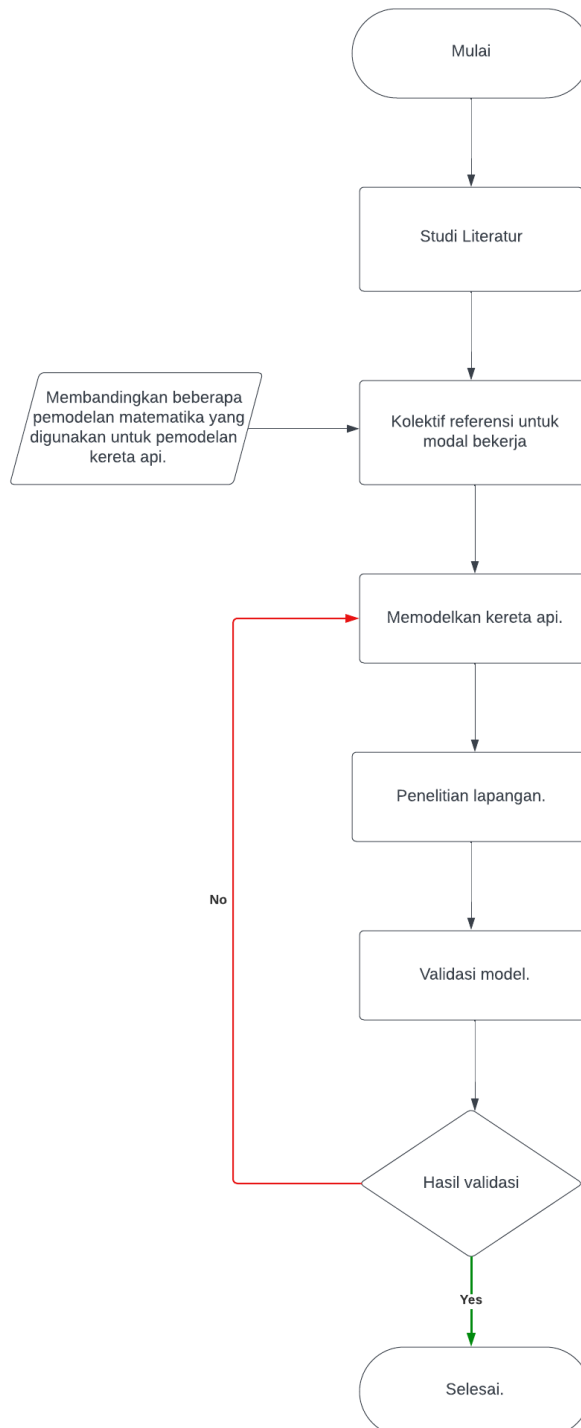 Mulai
Studi Literatur
Membandingkan beberapa
pemodelan matematika yang
digunakan untuk pemodelan
kereta api.
Kolektif referensi untuk
modal bekerja
Memodelkan kereta api.
Penelitian lapangan.
No
Validasi model.
Hasil validasi
Yes
Selesai.